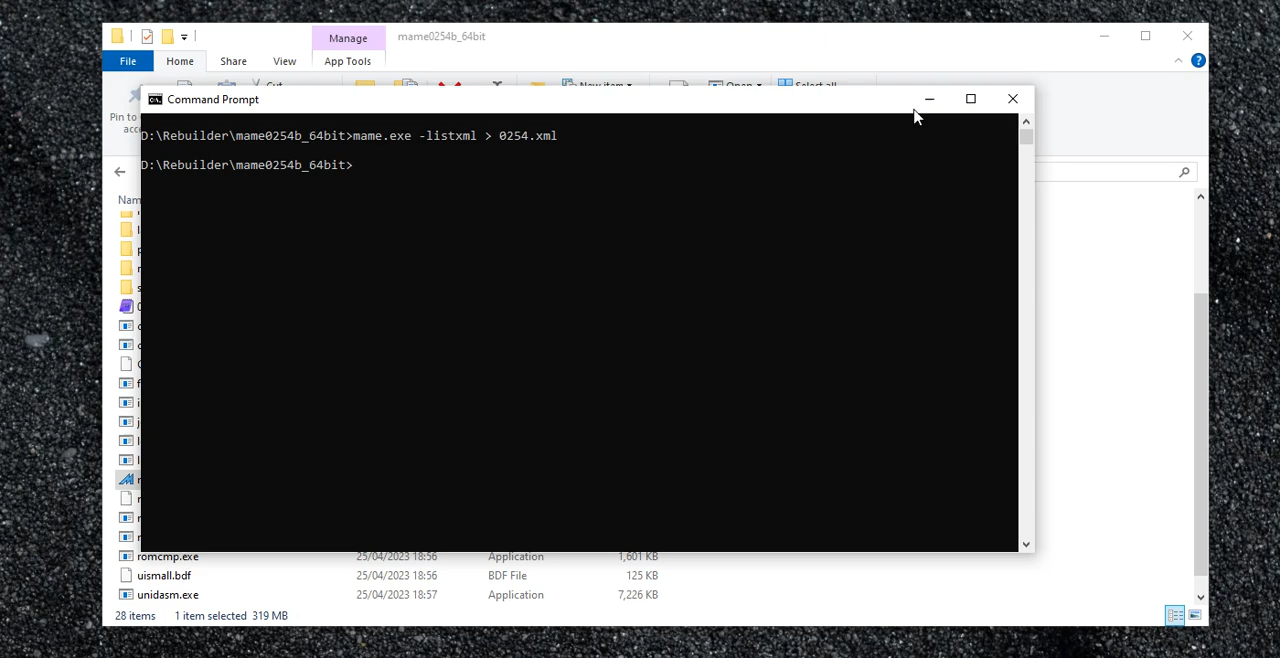 Manage
mame0254b_64bit
File
Home
Share
View
App Tools
Cut
New item
Open
Select all
Pin to
Command Prompt
D:\Rebuilder\mame0254b_64bit>mame.exe -listxml > 0254.xml
D:\Rebuilder\mame0254b_64bit>
romcmp.exe 25/04/2023 18:56 Application 1,601 KB
uismall.bdf 25/04/2023 18:56 BDF File 125 KB
unidasm.exe 25/04/2023 18:57 Application 7,226 KB
28 items 1 item selected 319 MB